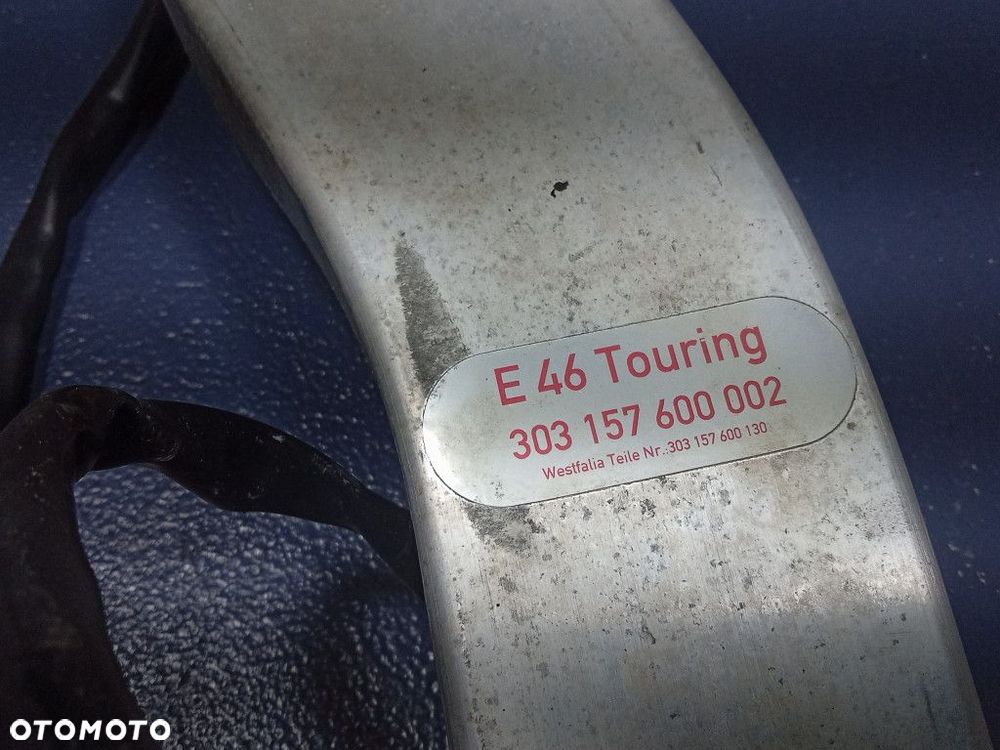 E 46 Touring
303 157 600 002
Westfalia Teile Nr.:303 157 600 130
OTOMOTO